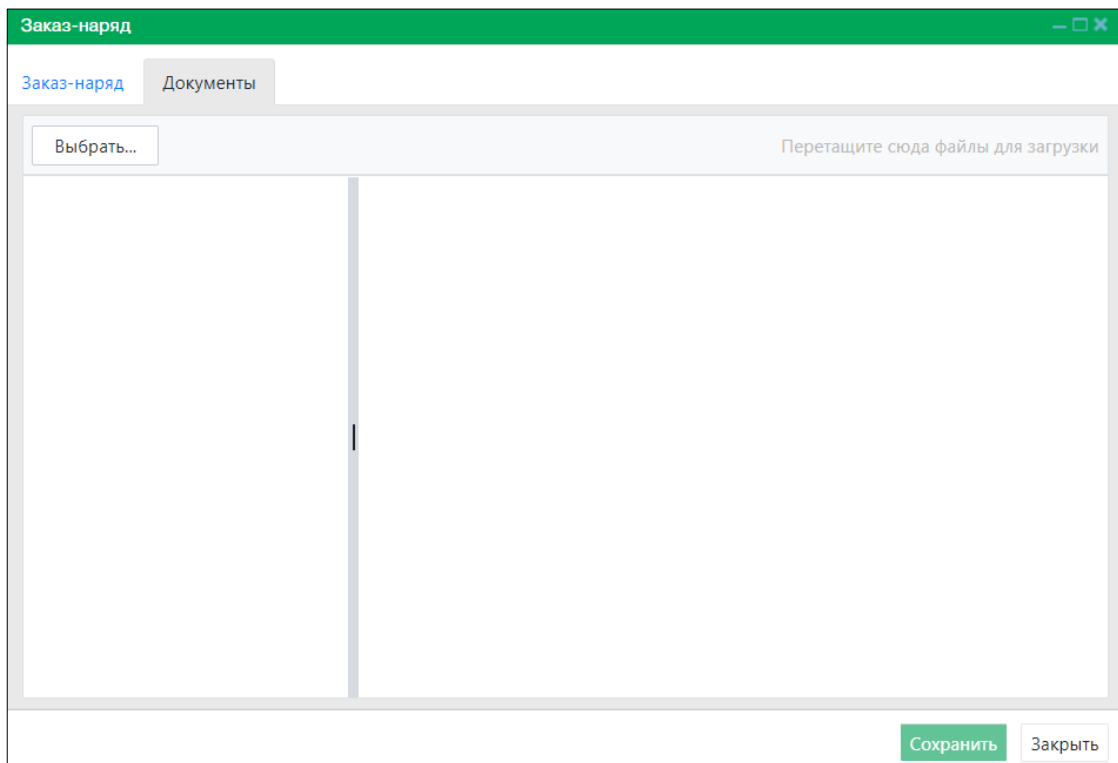 Заказ-наряд
Заказ-наряд Документы
Выбрать... Перетащите сюда файлы для загрузки
Сохранить Закрыть